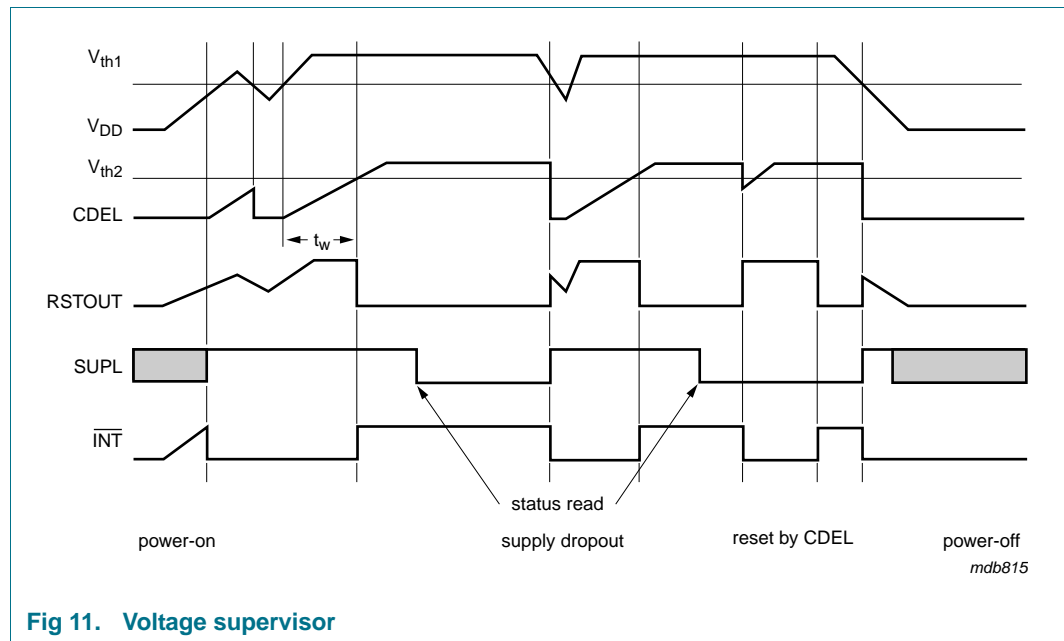 Vth1
VDD
Vth2
CDEL
tw
RSTOUT
SUPL
INT
status read
power-on
supply dropout
reset by CDEL
power-off
mdb815
Fig 11. Voltage supervisor